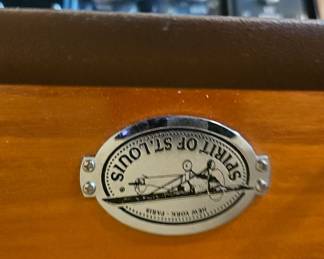 SPIRIT OF ST. LOUIS
NEW YORK - PARIS